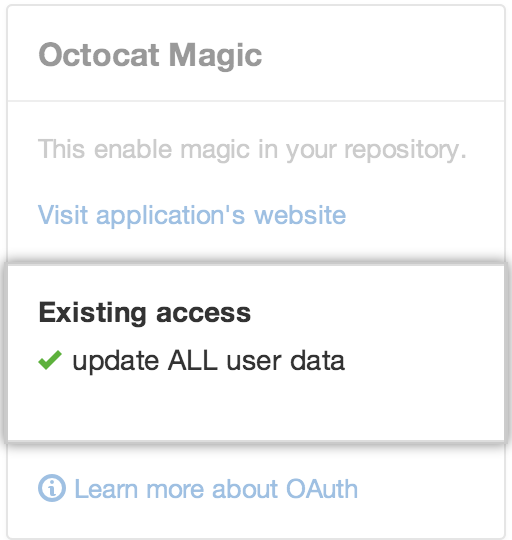 Octocat Magic
This enable magic in your repository.
Visit application's website
Existing access
update ALL user data
Learn more about OAuth